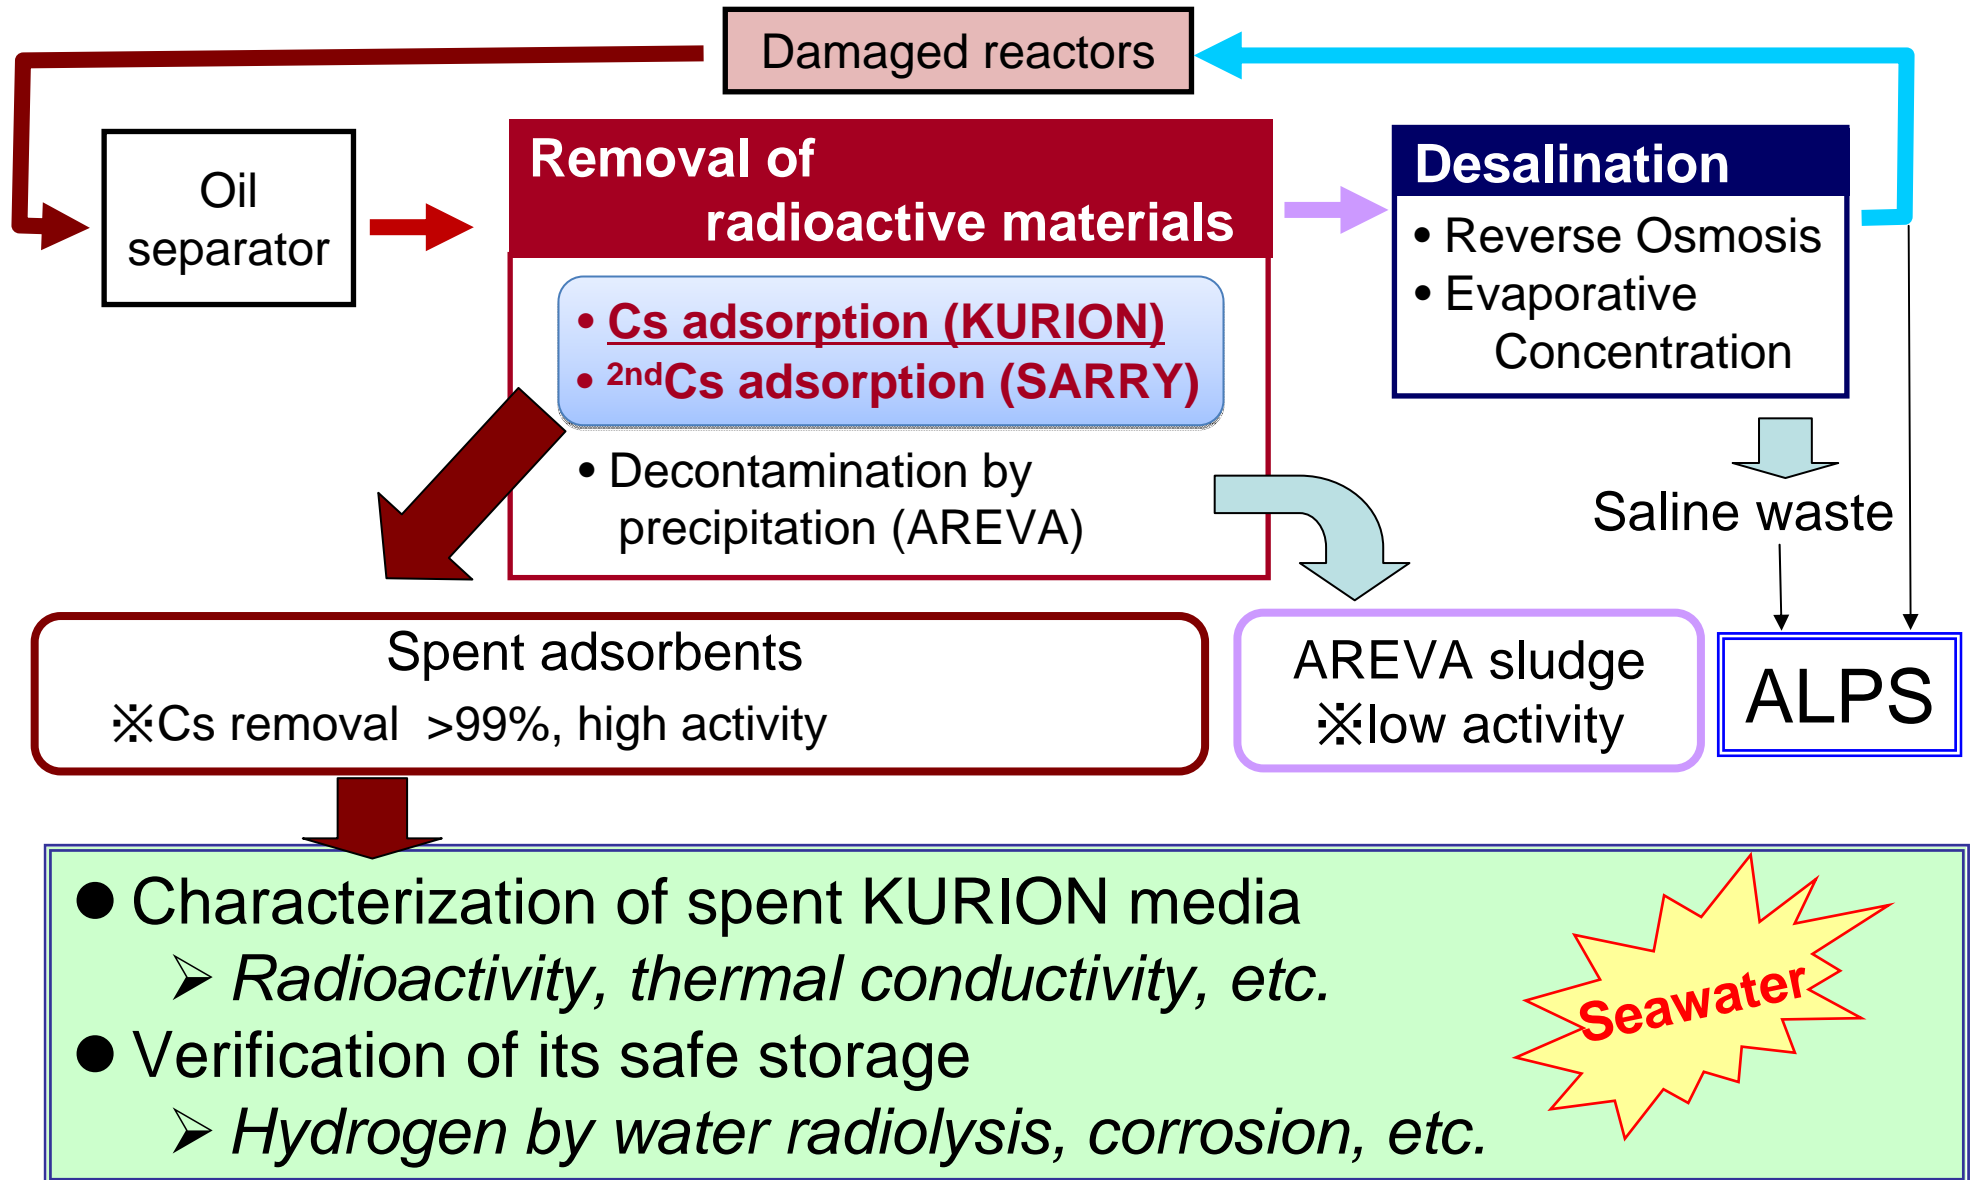 Damaged reactors
Oil
separator
Removal of
radioactive materials
• Cs adsorption (KURION)
• 2ndCs adsorption (SARRY)
• Decontamination by
precipitation (AREVA)
Desalination
• Reverse Osmosis
• Evaporative
Concentration
Saline waste
Spent adsorbents
※Cs removal >99%, high activity
AREVA sludge
※low activity
ALPS
● Characterization of spent KURION media
➢ Radioactivity, thermal conductivity, etc.
● Verification of its safe storage
➢ Hydrogen by water radiolysis, corrosion, etc.
Seawater